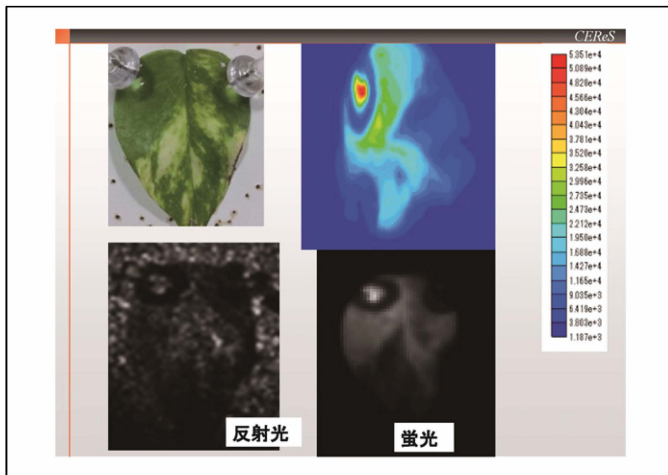 CEReS
5.351e+4
5.089e+4
4.828e+4
4.566e+4
4.304e+4
4.043e+4
3.781e+4
3.520e+4
3.258e+4
2.996e+4
2.735e+4
2.473e+4
2.212e+4
1.950e+4
1.688e+4
1.427e+4
1.165e+4
9.035e+3
6.419e+3
3.803e+3
1.187e+3
反射光
蛍光